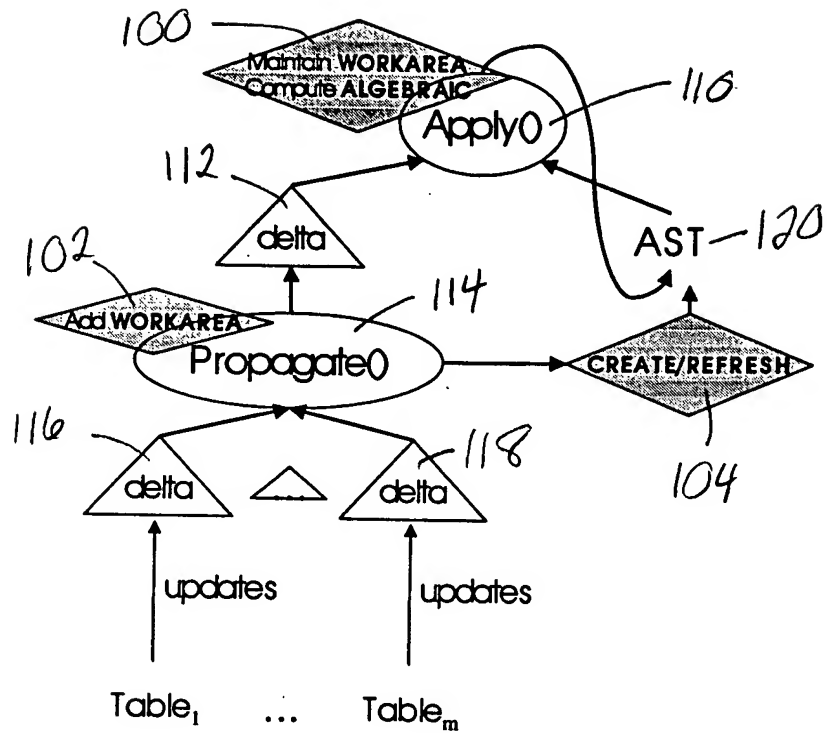 100
Maintain WORKAREA
Compute ALGEBRAIC
Apply()
110
112
delta
AST
120
102
Add WORKAREA
114
Propagate()
CREATE/REFRESH
104
116
delta
....
delta
118
updates
updates
Table1
...
Tablem